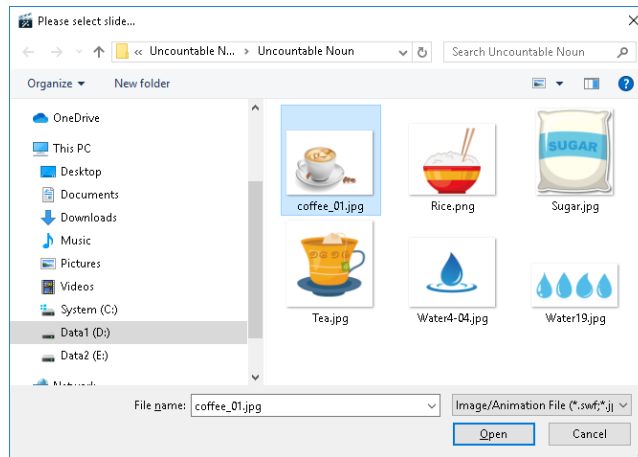 Please select slide...
« Uncountable N... > Uncountable Noun
Search Uncountable Noun
Organize
New folder
OneDrive
This PC
Desktop
Documents
Downloads
Music
Pictures
Videos
System (C:)
Data1 (D:)
Data2 (E:)
SUGAR
coffee_01.jpg
Rice.png
Sugar.jpg
Tea.jpg
Water4-04.jpg
Water19.jpg
File name: coffee_01.jpg
Image/Animation File (*.swf;*.j
Open
Cancel